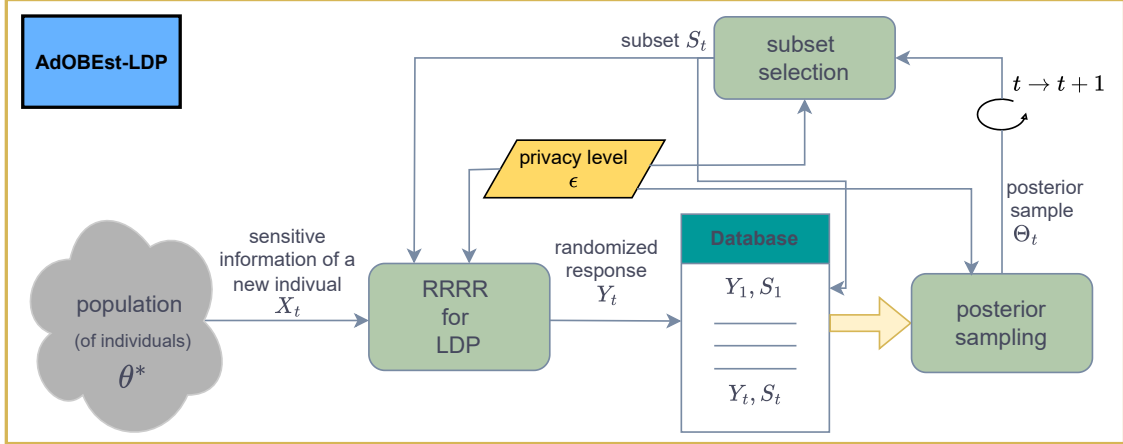 AdOBEst-LDP
subset $S_t$
subset
selection
$t \to t+1$
privacy level
$\epsilon$
posterior
sample
$\Theta_t$
sensitive
information of a
new indivual
$X_t$
randomized
response
$Y_t$
Database
$Y_1, S_1$
$Y_t, S_t$
population
(of individuals)
$\theta^*$
RRRR
for
LDP
posterior
sampling